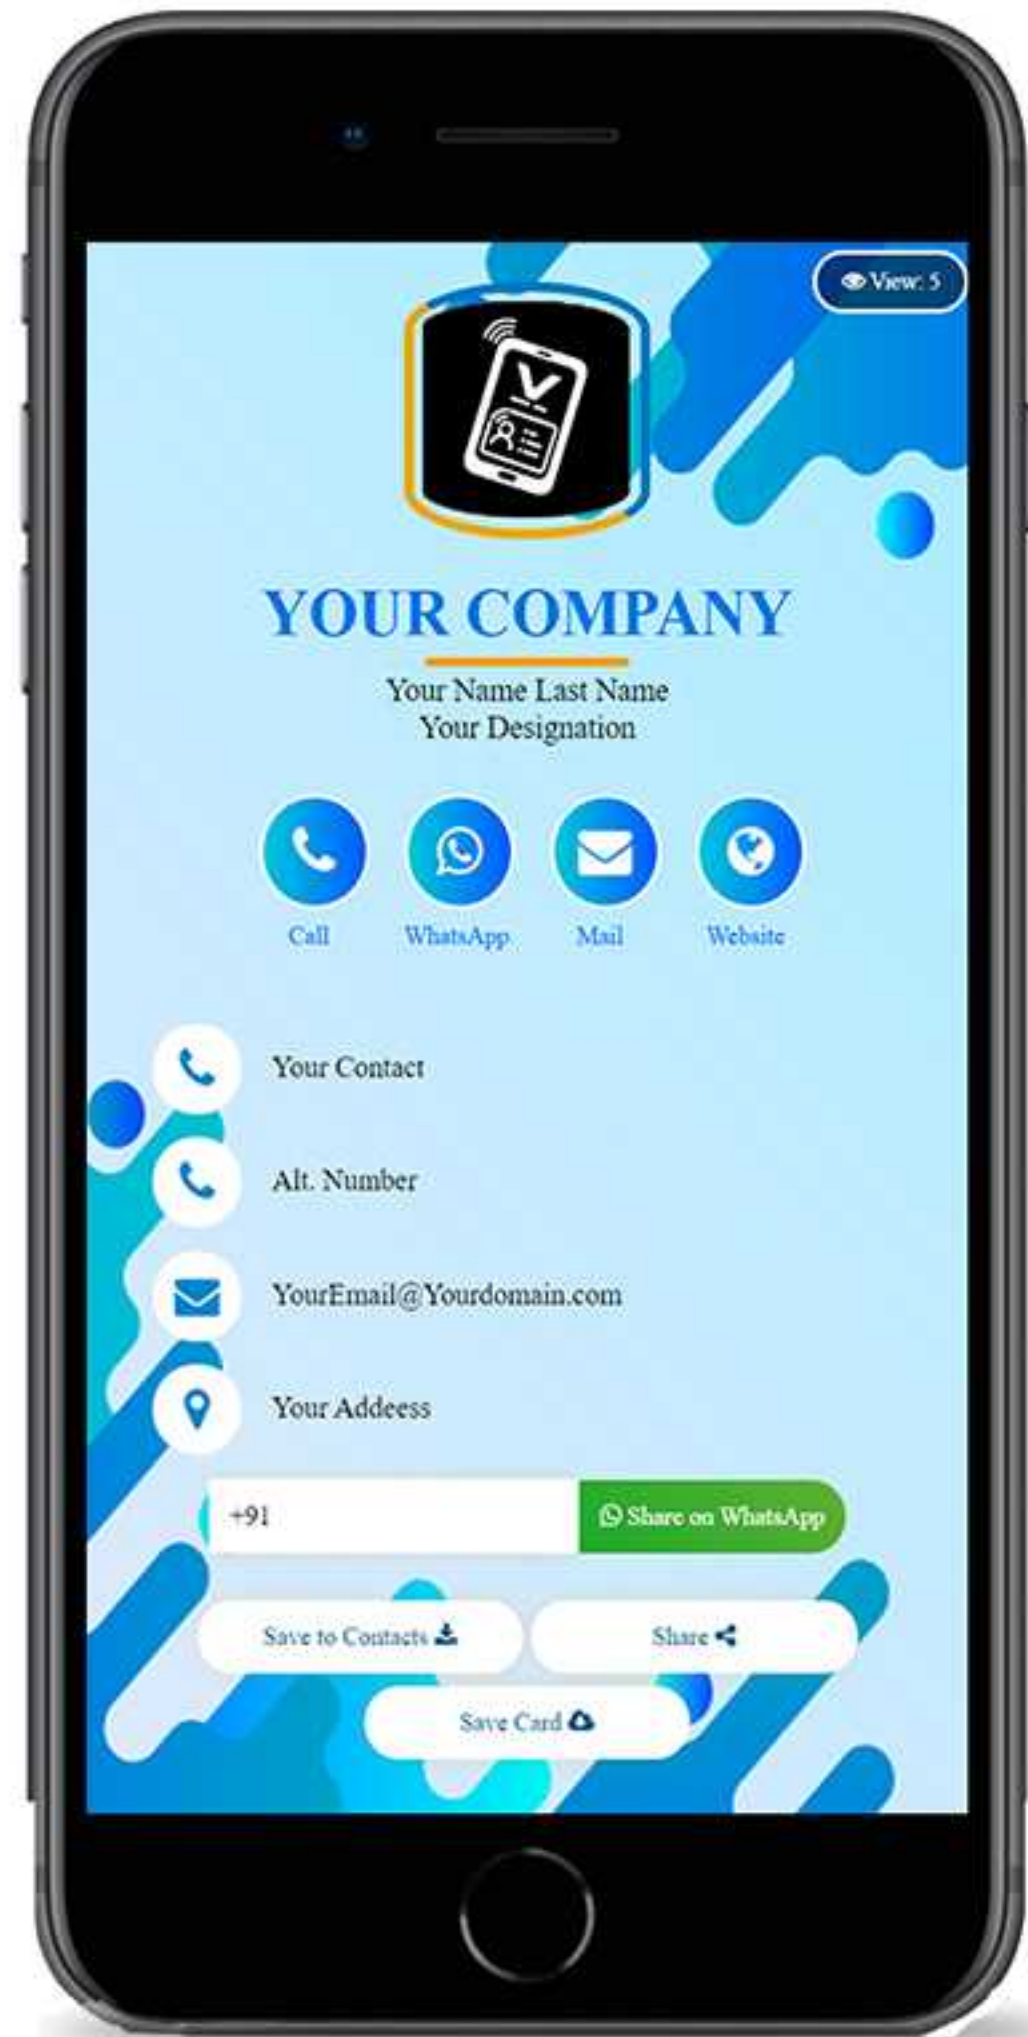 View: 5
V
YOUR COMPANY
Your Name Last Name
Your Designation
Call WhatsApp Mail Website
Your Contact
Alt. Number
YourEmail@Yourdomain.com
Your Addeess
+91 Share on WhatsApp
Save to Contacts Share
Save Card